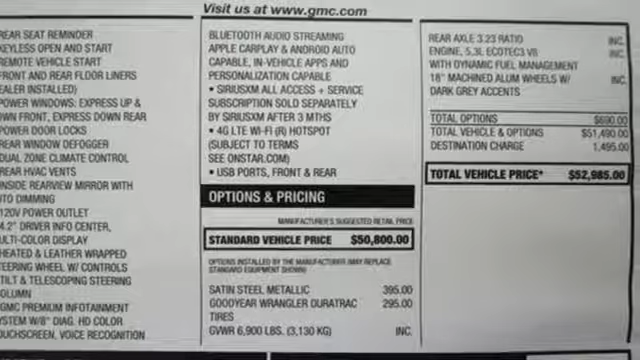 Visit us at www.gmc.com
REAR SEAT REMINDER
KEYLESS OPEN AND START
REMOTE VEHICLE START
FRONT AND REAR FLOOR LINERS
EALER INSTALLED)
POWER WINDOWS: EXPRESS UP &
WN FRONT, EXPRESS DOWN REAR
POWER DOOR LOCKS
REAR WINDOW DEFOGGER
DUAL ZONE CLIMATE CONTROL
REAR HVAC VENTS
INSIDE REARVIEW MIRROR WITH
UTO DIMMING
120V POWER OUTLET
4.2" DRIVER INFO CENTER,
ULTI-COLOR DISPLAY
HEATED & LEATHER WRAPPED
TEERING WHEEL W/ CONTROLS
TILT & TELESCOPING STEERING
OLUMN
GMC PREMIUM INFOTAINMENT
YSTEM W/8" DIAG. HD COLOR
OUCHSCREEN, VOICE RECOGNITION
BLUETOOTH AUDIO STREAMING
APPLE CARPLAY & ANDROID AUTO
CAPABLE, IN-VEHICLE APPS AND
PERSONALIZATION CAPABLE
• SIRIUSXM ALL ACCESS + SERVICE
SUBSCRIPTION SOLD SEPARATELY
BY SIRIUSXM AFTER 3 MTHS
• 4G LTE WI-FI (R) HOTSPOT
(SUBJECT TO TERMS
SEE ONSTAR.COM)
• USB PORTS, FRONT & REAR
OPTIONS & PRICING
MANUFACTURER'S SUGGESTED RETAIL PRICE
STANDARD VEHICLE PRICE $50,800.00
OPTIONS INSTALLED BY THE MANUFACTURER (MAY REPLACE
STANDARD EQUIPMENT SHOWN)
SATIN STEEL METALLIC 395.00
GOODYEAR WRANGLER DURATRAC 295.00
TIRES
GVWR 6,900 LBS. (3,130 KG) INC.
REAR AXLE 3.23 RATIO INC.
ENGINE, 5.3L ECOTEC3 V8 INC.
WITH DYNAMIC FUEL MANAGEMENT
18" MACHINED ALUM WHEELS W/ INC.
DARK GREY ACCENTS
TOTAL OPTIONS $690.00
TOTAL VEHICLE & OPTIONS $51,490.00
DESTINATION CHARGE 1,495.00
TOTAL VEHICLE PRICE* $52,985.00